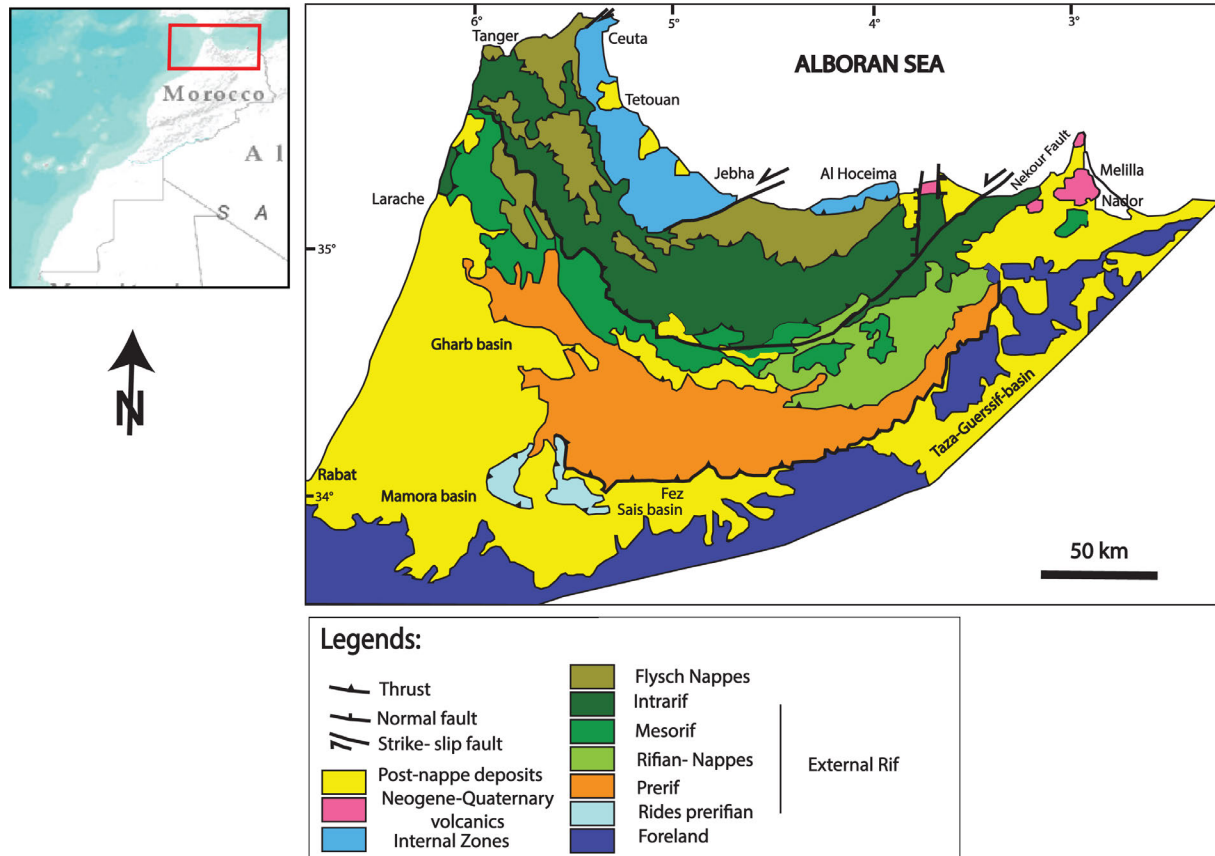 Morocco
A l
S A
N
6°
5°
4°
3°
Tanger
Ceuta
ALBORAN SEA
Tetouan
Jebha
Al Hoceima
Nekour Fault
Melilla
Nador
Larache
35°
Gharb basin
Taza-Guerssif-basin
Rabat
34°
Mamora basin
Fez
Sais basin
50 km
Legends:
Thrust
Normal fault
Strike- slip fault
Post-nappe deposits
Neogene-Quaternary
volcanics
Internal Zones
Flysch Nappes
Intrarif
Mesorif
Rifian- Nappes
Prerif
Rides prerifian
Foreland
External Rif